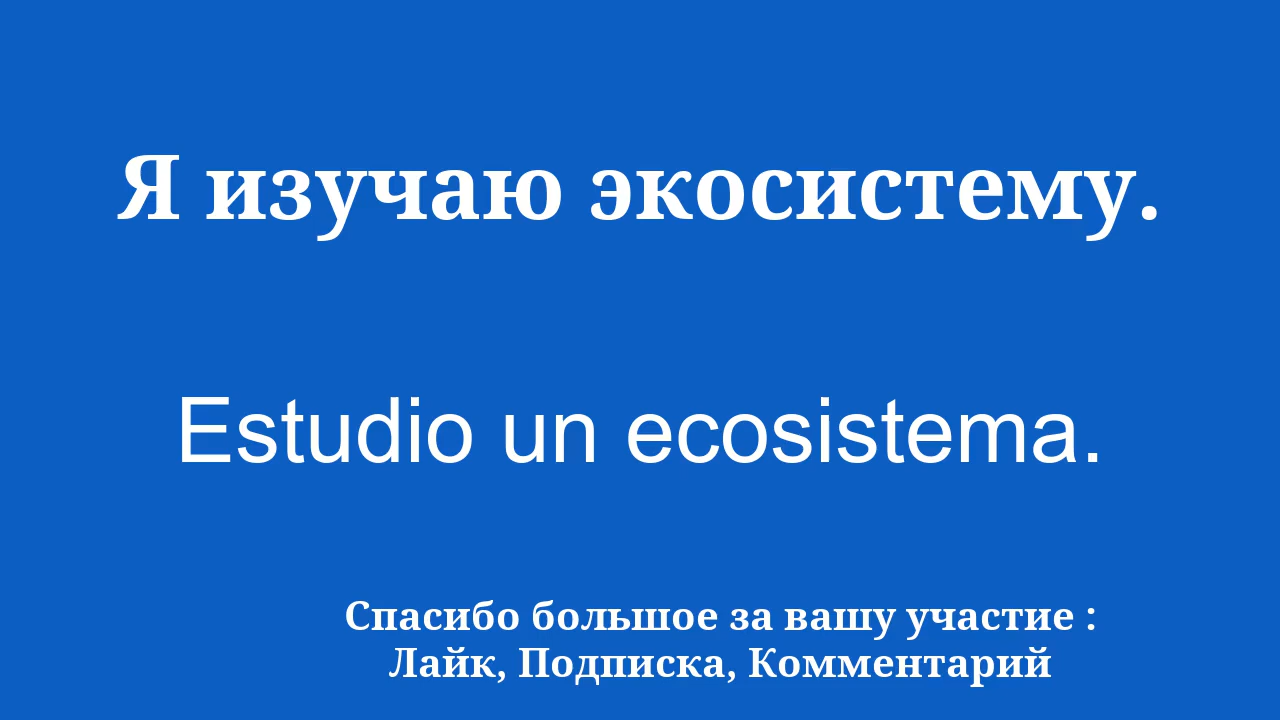 Я изучаю экосистему.
Estudio un ecosistema.
Спасибо большое за вашу участие :
Лайк, Подписка, Комментарий